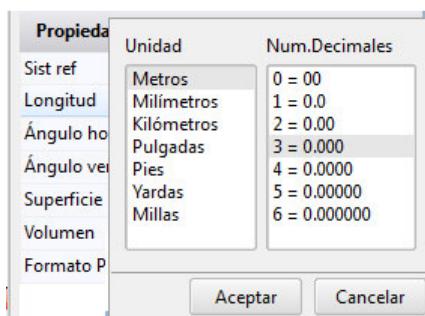 Propieda
Sist ref
Longitud
Ángulo ho
Ángulo ver
Superficie
Volumen
Formato P
Unidad
Metros
Milímetros
Kilómetros
Pulgadas
Pies
Yardas
Millas
Num.Decimales
0 = 00
1 = 0.0
2 = 0.00
3 = 0.000
4 = 0.0000
5 = 0.00000
6 = 0.000000
Aceptar
Cancelar